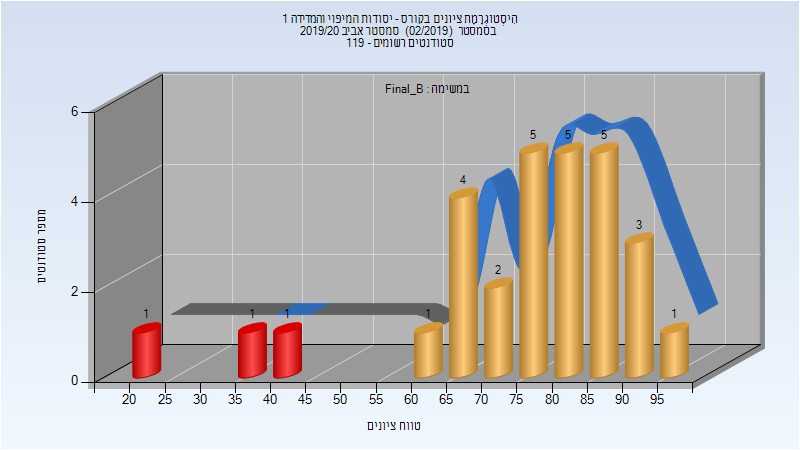 היסטוגרמת ציונים בקורס - יסודות המיפוי והמדידה 1
בסמסטר (02/2019) סמסטר אביב 2019/20
סטודנטים רשומים - 119
במשימה : Final_B
מספר סטודנטים
6
4
2
0
1
1
1
1
4
2
5
5
5
3
1
20 25 30 35 40 45 50 55 60 65 70 75 80 85 90 95
טווח ציונים